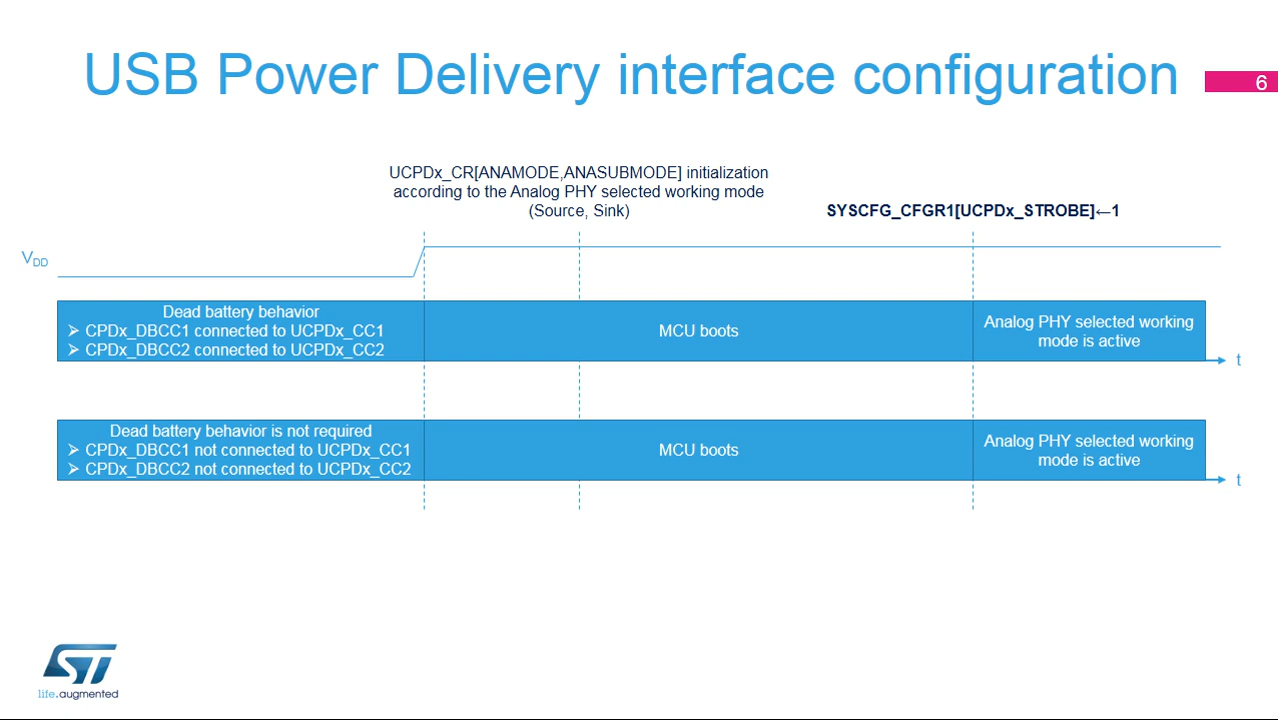 USB Power Delivery interface configuration
6
UCPDx_CR[ANAMODE,ANASUBMODE] initialization
according to the Analog PHY selected working mode
(Source, Sink)
SYSCFG_CFGR1[UCPDx_STROBE]←1
VDD
Dead battery behavior
➢ CPDx_DBCC1 connected to UCPDx_CC1
➢ CPDx_DBCC2 connected to UCPDx_CC2
MCU boots
Analog PHY selected working
mode is active
t
Dead battery behavior is not required
➢ CPDx_DBCC1 not connected to UCPDx_CC1
➢ CPDx_DBCC2 not connected to UCPDx_CC2
MCU boots
Analog PHY selected working
mode is active
t
ST
life.augmented